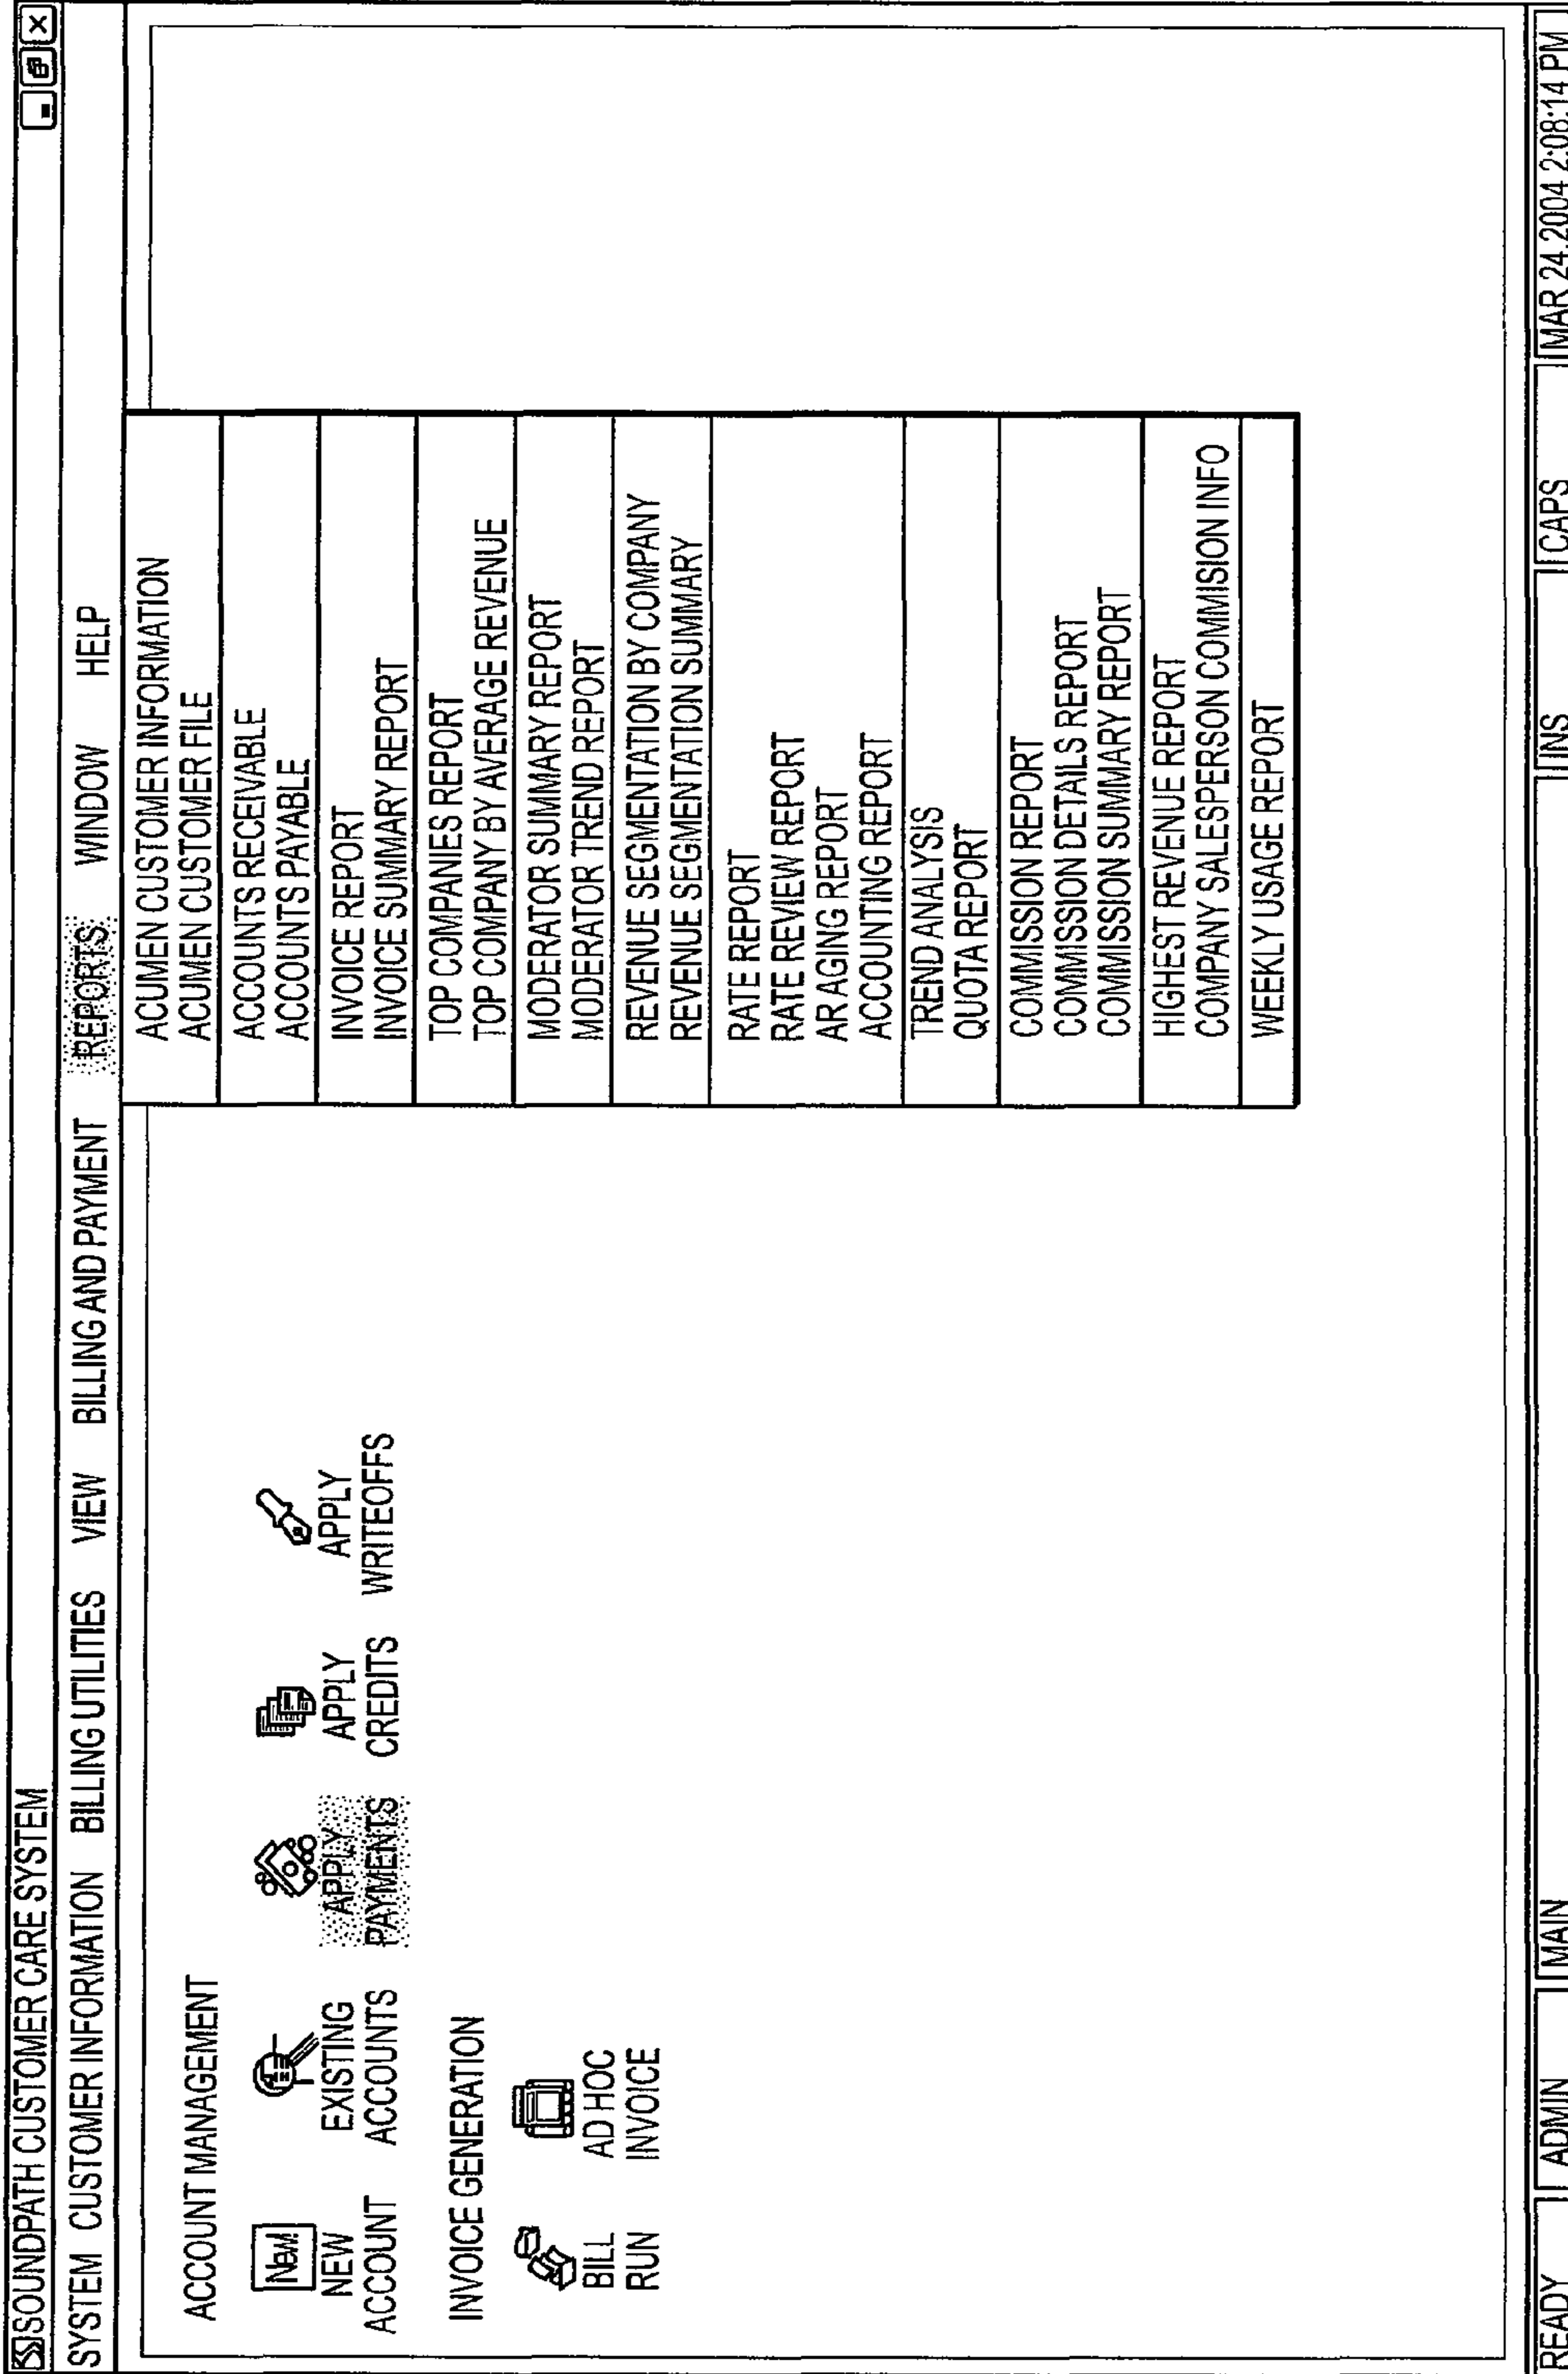 SOUNDPATH CUSTOMER CARE SYSTEM
SYSTEM CUSTOMER INFORMATION BILLING UTILITIES VIEW BILLING AND PAYMENT REPORTS WINDOW HELP
ACCOUNT MANAGEMENT
New!
NEW
ACCOUNT
EXISTING
ACCOUNTS
APPLY
PAYMENTS
APPLY
CREDITS
APPLY
WRITEOFFS
INVOICE GENERATION
BILL
RUN
AD HOC
INVOICE
ACUMEN CUSTOMER INFORMATION
ACUMEN CUSTOMER FILE
ACCOUNTS RECEIVABLE
ACCOUNTS PAYABLE
INVOICE REPORT
INVOICE SUMMARY REPORT
TOP COMPANIES REPORT
TOP COMPANY BY AVERAGE REVENUE
MODERATOR SUMMARY REPORT
MODERATOR TREND REPORT
REVENUE SEGMENTATION BY COMPANY
REVENUE SEGMENTATION SUMMARY
RATE REPORT
RATE REVIEW REPORT
AR AGING REPORT
ACCOUNTING REPORT
TREND ANALYSIS
QUOTA REPORT
COMMISSION REPORT
COMMISSION DETAILS REPORT
COMMISSION SUMMARY REPORT
HIGHEST REVENUE REPORT
COMPANY SALESPERSON COMMISION INFO
WEEKLY USAGE REPORT
READY ADMIN MAIN INS CAPS MAR 24.2004 2:08:14 PM